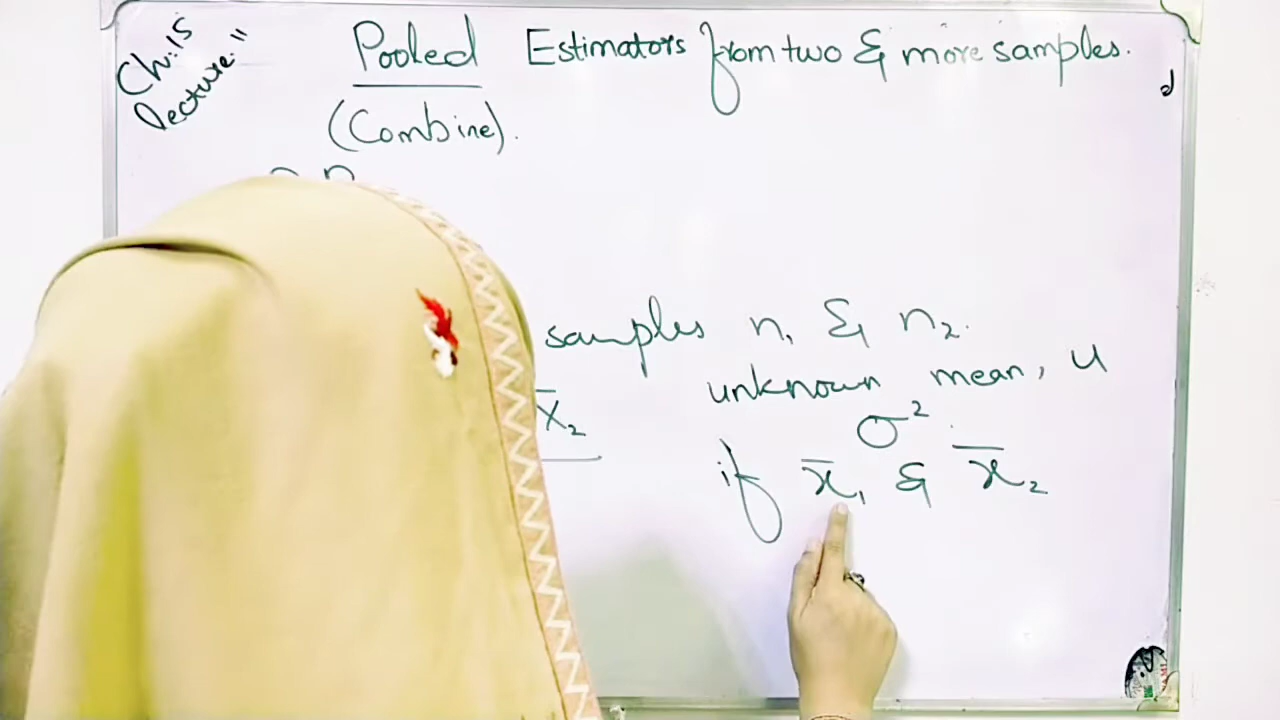 Ch:15
lecture:11
Pooled Estimators from two & more samples.
(Combine).
samples n₁ & n₂.
unknown mean, u
σ²
x̄₂
if x̄₁ & x̄₂